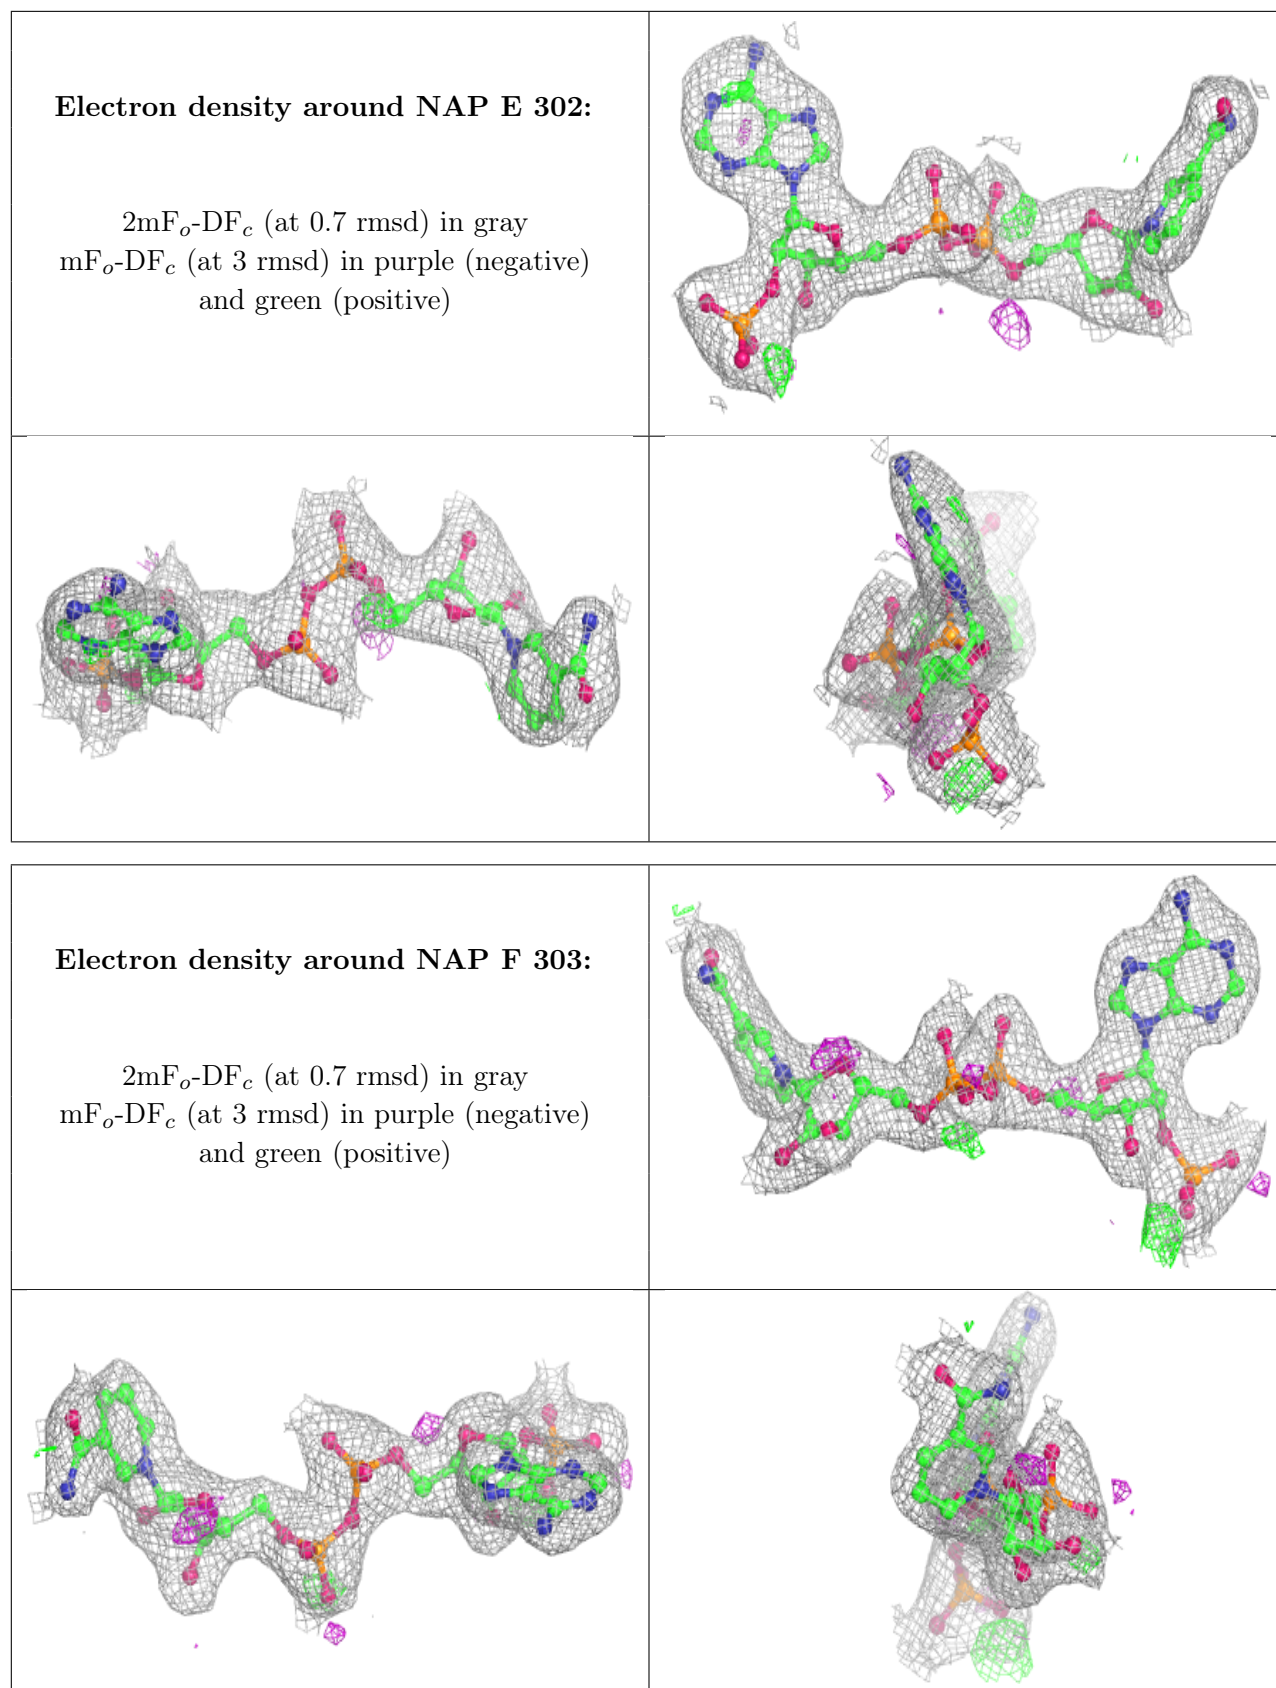 Electron density around NAP E 302:
2mFo-DFc (at 0.7 rmsd) in gray
mFo-DFc (at 3 rmsd) in purple (negative)
and green (positive)
Electron density around NAP F 303:
2mFo-DFc (at 0.7 rmsd) in gray
mFo-DFc (at 3 rmsd) in purple (negative)
and green (positive)